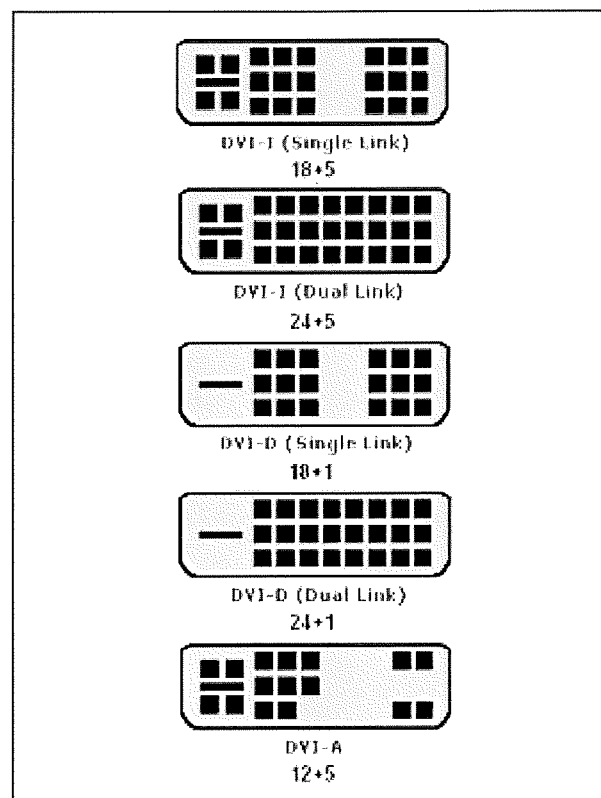 DVI-I (Single Link)
18+5
DVI-I (Dual Link)
24+5
DVI-D (Single Link)
18+1
DVI-D (Dual Link)
24+1
DVI-A
12+5